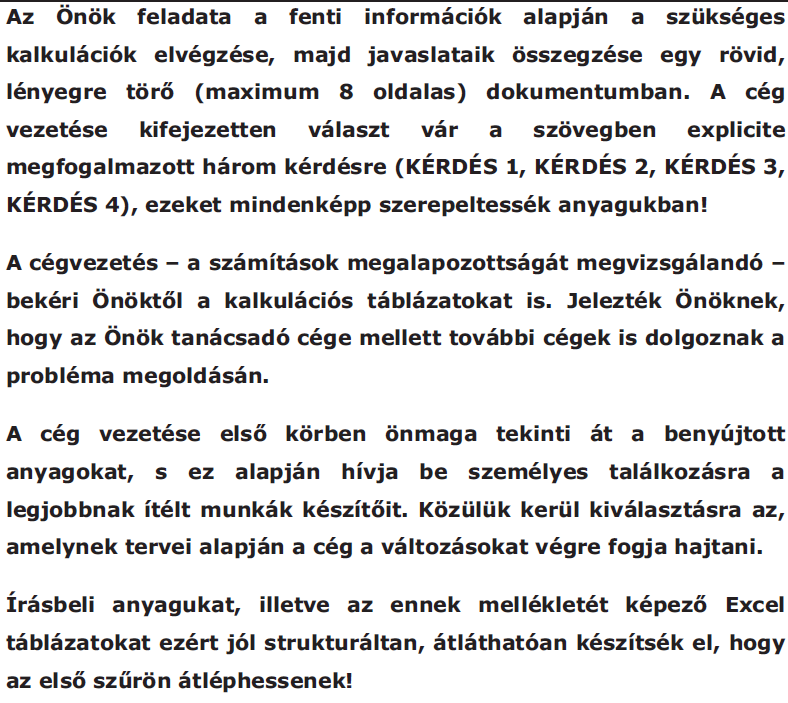 Az Önök feladata a fenti információk alapján a szükséges
kalkulációk elvégzése, majd javaslataik összegzése egy rövid,
lényegre törő (maximum 8 oldalas) dokumentumban. A cég
vezetése kifejezetten választ vár a szövegben explicite
megfogalmazott három kérdésre (KÉRDÉS 1, KÉRDÉS 2, KÉRDÉS 3,
KÉRDÉS 4), ezeket mindenképp szerepeltessék anyagukban!
A cégvezetés – a számítások megalapozottságát megvizsgálandó –
bekéri Önöktől a kalkulációs táblázatokat is. Jelezték Önöknek,
hogy az Önök tanácsadó cége mellett további cégek is dolgoznak a
probléma megoldásán.
A cég vezetése első körben önmaga tekinti át a benyújtott
anyagokat, s ez alapján hívja be személyes találkozásra a
legjobbnak ítélt munkák készítőit. Közülük kerül kiválasztásra az,
amelynek tervei alapján a cég a változásokat végre fogja hajtani.
Írásbeli anyagukat, illetve az ennek mellékletét képező Excel
táblázatokat ezért jól strukturáltan, átláthatóan készítsék el, hogy
az első szűrön átléphessenek!